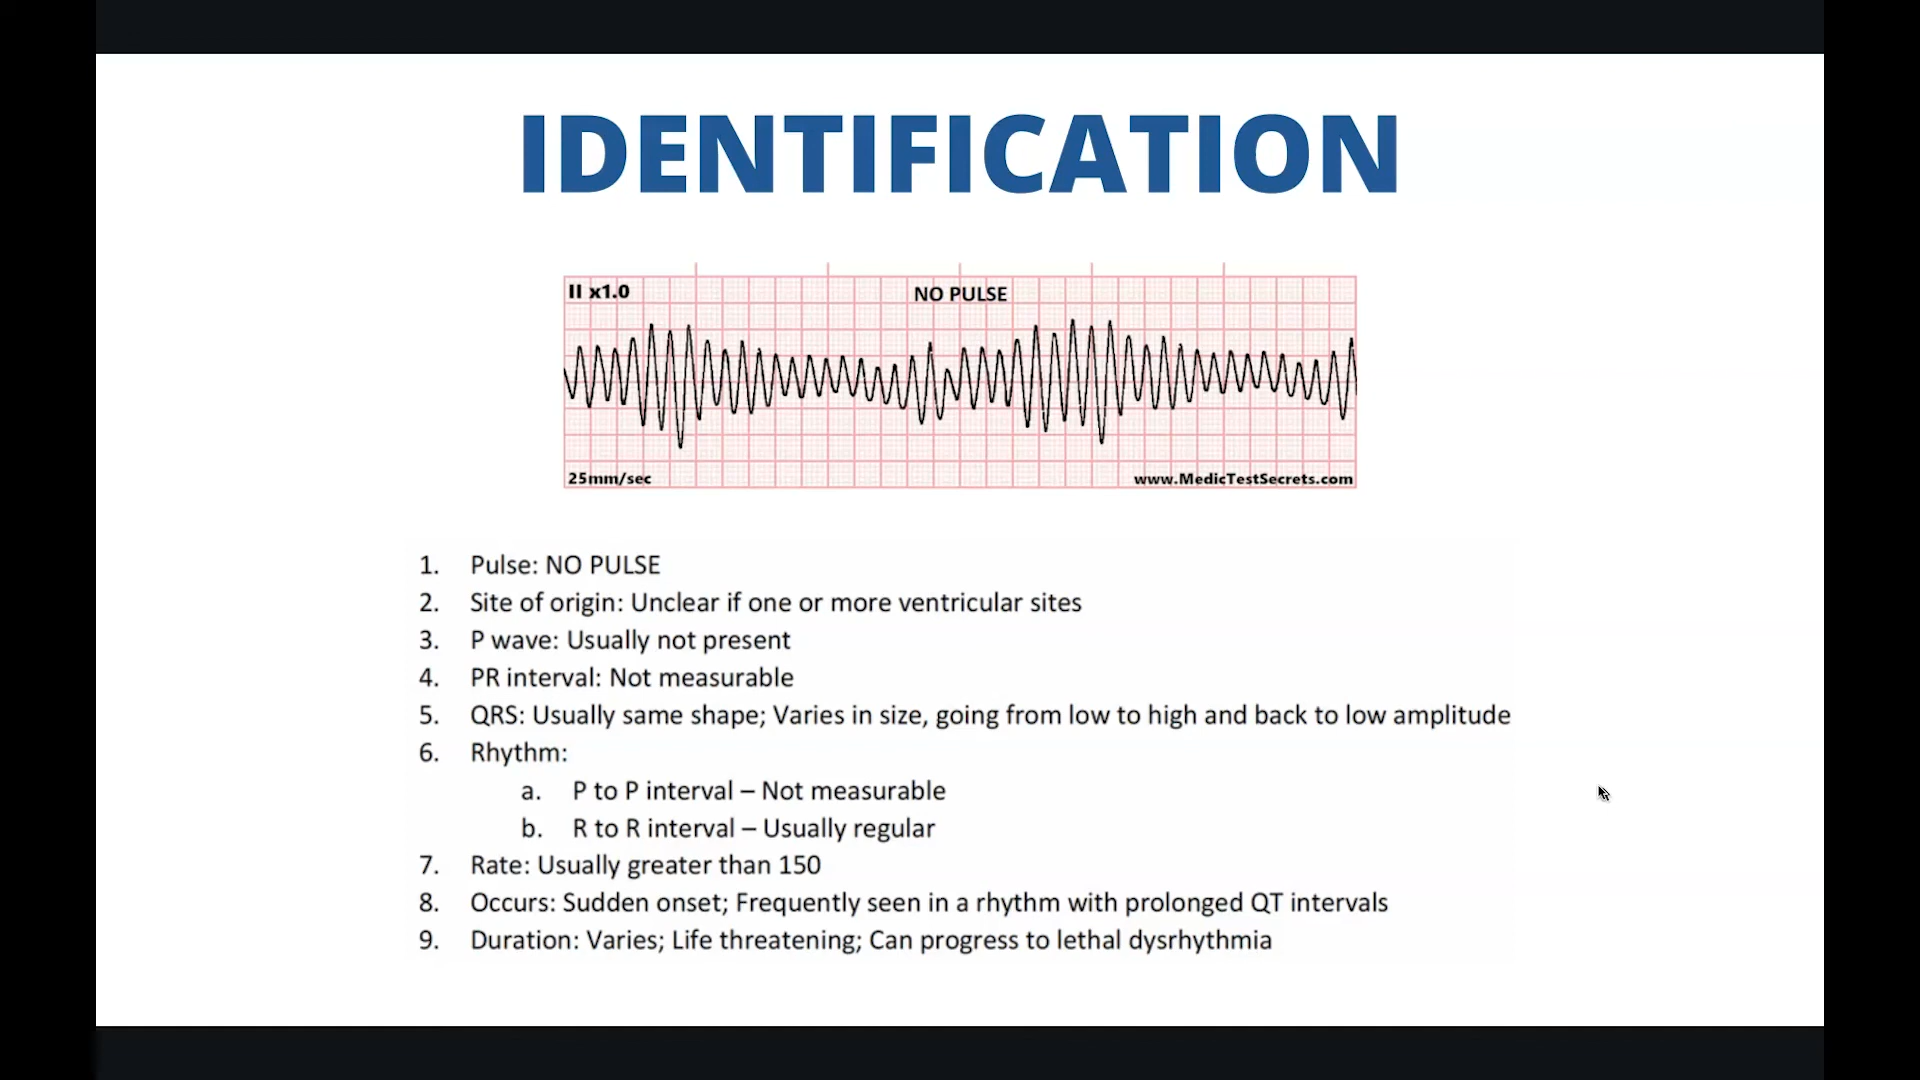 IDENTIFICATION
II x1.0
NO PULSE
25mm/sec
www.MedicTestSecrets.com
1. Pulse: NO PULSE
2. Site of origin: Unclear if one or more ventricular sites
3. P wave: Usually not present
4. PR interval: Not measurable
5. QRS: Usually same shape; Varies in size, going from low to high and back to low amplitude
6. Rhythm:
a. P to P interval – Not measurable
b. R to R interval – Usually regular
7. Rate: Usually greater than 150
8. Occurs: Sudden onset; Frequently seen in a rhythm with prolonged QT intervals
9. Duration: Varies; Life threatening; Can progress to lethal dysrhythmia